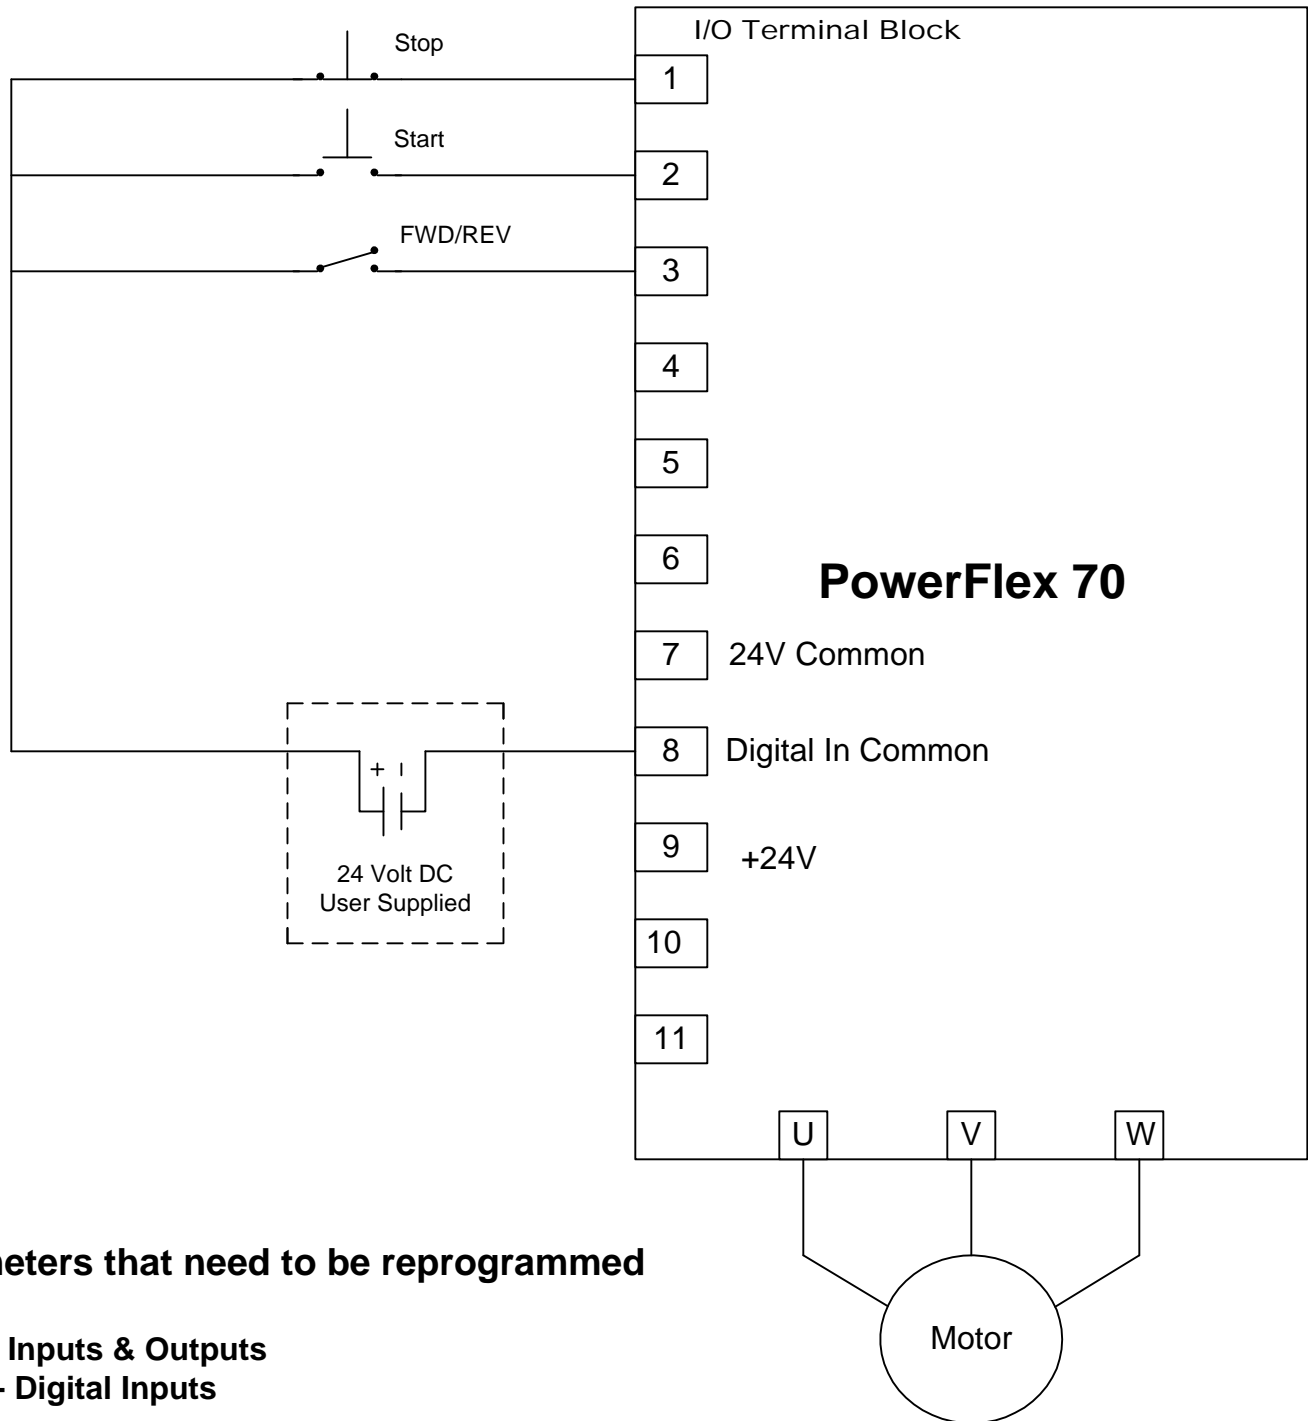 I/O Terminal Block
Stop
1
Start
2
FWD/REV
3
4
5
6
PowerFlex 70
7 24V Common
8 Digital In Common
+ -
9 +24V
24 Volt DC
User Supplied
10
11
U V W
meters that need to be reprogrammed
Motor
Inputs & Outputs
- Digital Inputs